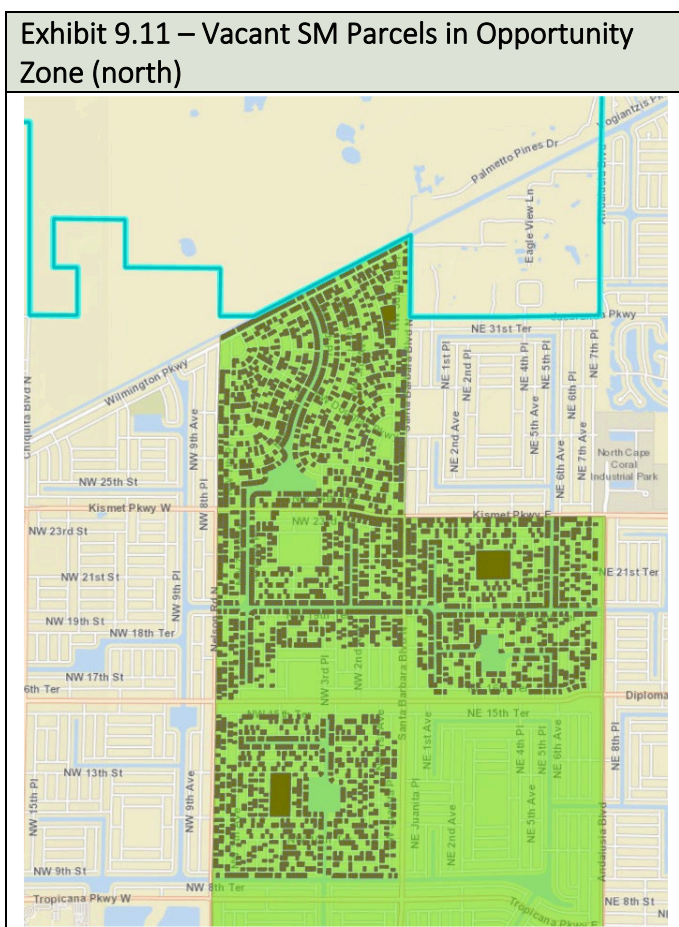 Exhibit 9.11 – Vacant SM Parcels in Opportunity
Zone (north)
Palmetto Pines Dr
Eagle View Ln
Pkwy
NE 31st Ter
NE 7th Pl
NE 1st Pl
NE 2nd Pl
NE 4th Pl
NE 5th Pl
NE 6th Pl
Wilmington Pkwy
NW 9th Ave
NE 2nd Ave
NE 5th Ave
NE 6th Ave
NE 7th Ave
North Cape
Coral
Industrial Park
NW 25th St
NW 8th Pl
Kismet Pkwy W
Kismet Pkwy E
NW 23rd St
NW 21st St
NW 9th Pl
NE 21st Ter
NW 19th St
NW 18th Ter
Nelson Rd N
NW 17th St
6th Ter
NW 3rd Pl
NW 2nd
Santa Barbara Blvd N
Diploma
NE 15th Ter
NE 1st Ave
NE 4th Pl
NE 5th Pl
NE 6th Ave
NE 8th Pl
NW 13th St
NW 15th Pl
NW 9th Ave
NE Juanita Pl
NE 2nd Ave
NE 5th Ave
Andalusia Blvd
NW 9th St
NW 8th Ter
Tropicana Pkwy W
Tropicana Pkwy E
NE 8th St